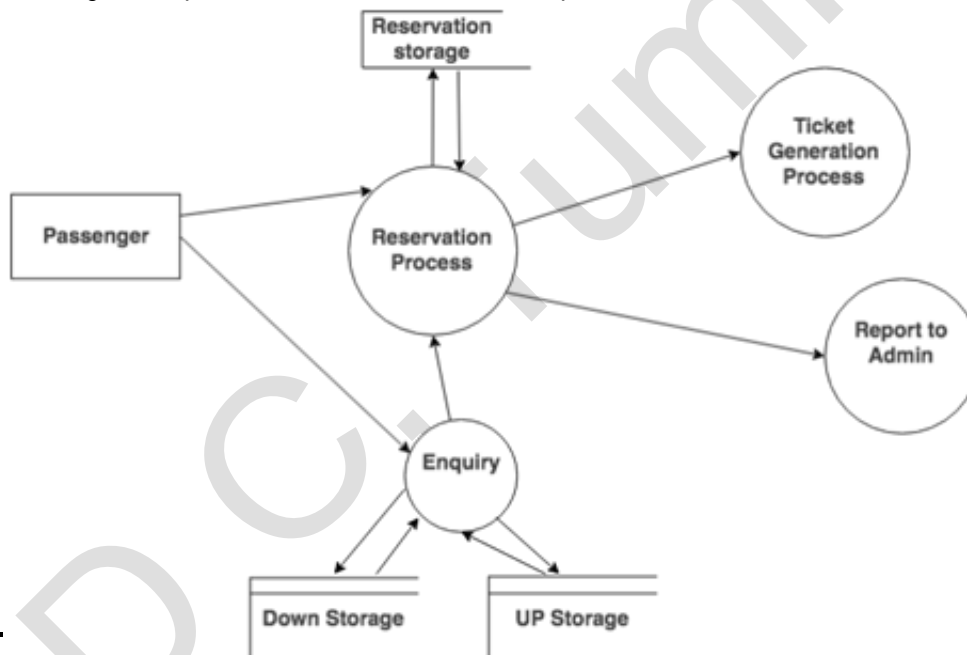 Reservation
storage
Ticket
Generation
Process
Passenger
Reservation
Process
Report to
Admin
Enquiry
Down Storage
UP Storage